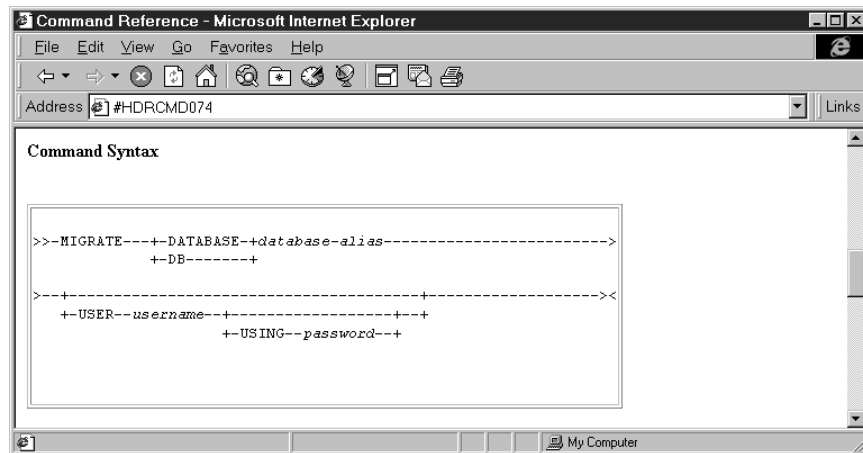 Command Reference - Microsoft Internet Explorer
File Edit View Go Favorites Help
Address #HDRCMD074 Links
Command Syntax
>>-MIGRATE---+-DATABASE-+database-alias-------------------------->
+-DB-------+
>--+---------------------------------------+-------------------><
+-USER--username--+------------------+--+
+-USING--password--+
My Computer